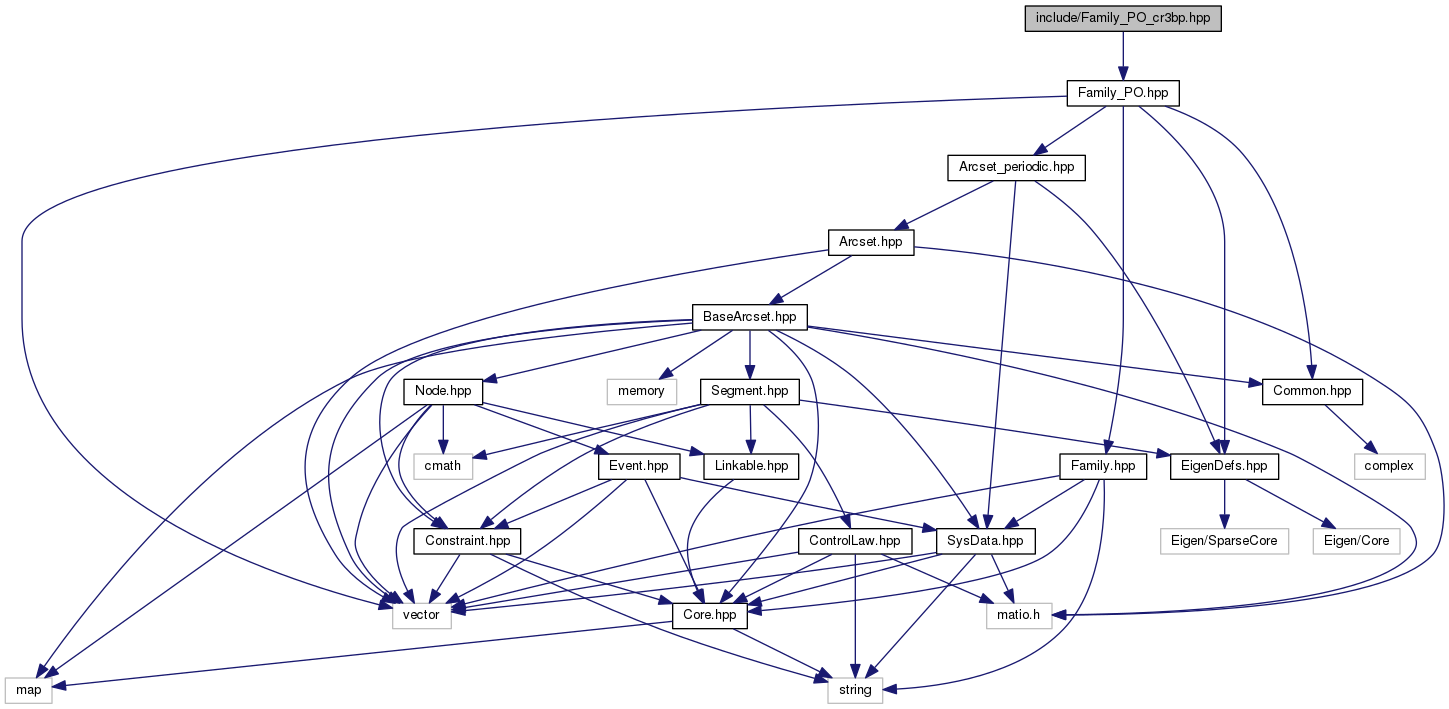 include/Family_PO_cr3bp.hpp
Family_PO.hpp
Arcset_periodic.hpp
Arcset.hpp
BaseArcset.hpp
Node.hpp
memory
Segment.hpp
Common.hpp
cmath
Event.hpp
Linkable.hpp
Family.hpp
EigenDefs.hpp
complex
Constraint.hpp
ControlLaw.hpp
SysData.hpp
Eigen/SparseCore
Eigen/Core
vector
Core.hpp
matio.h
map
string